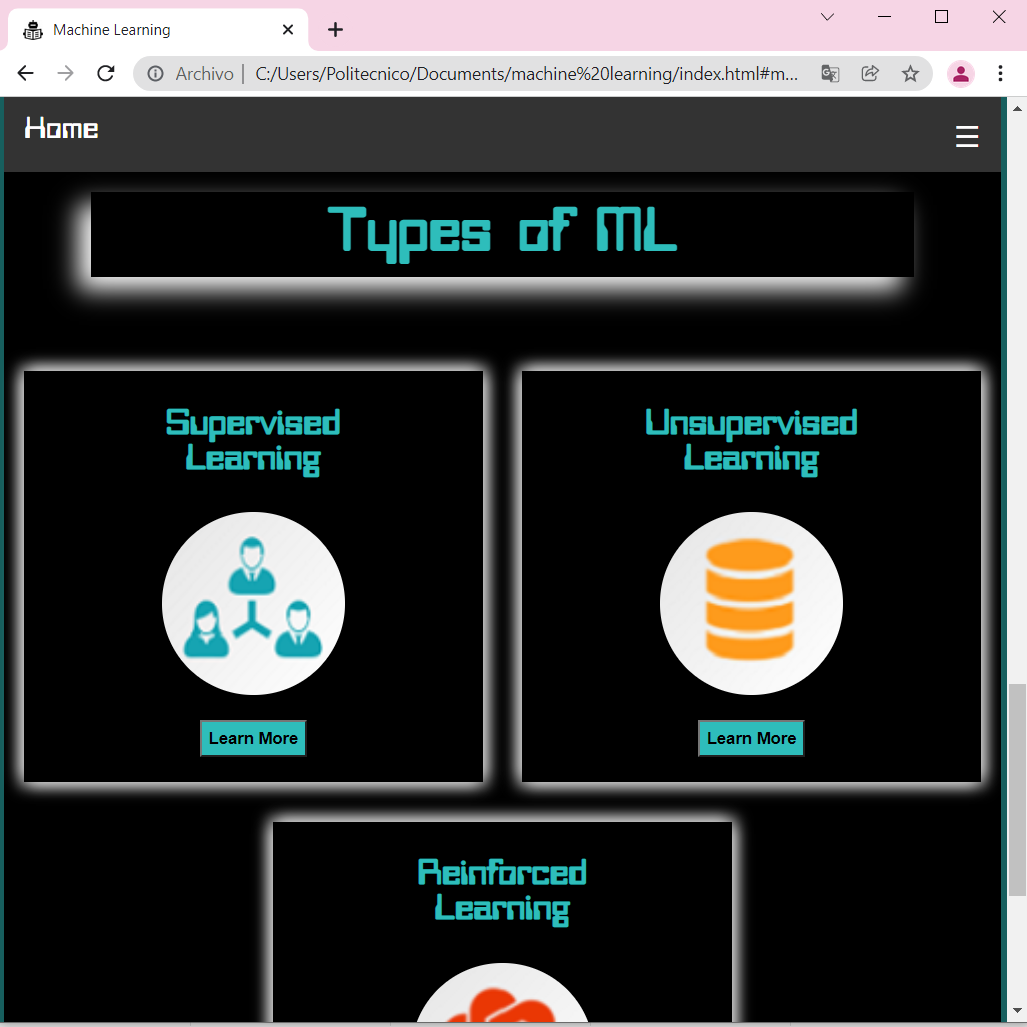 Machine Learning
Archivo | C:/Users/Politecnico/Documents/machine%20learning/index.html#m...
Home
Types of ML
Supervised
Learning
Unsupervised
Learning
Learn More
Learn More
Reinforced
Learning